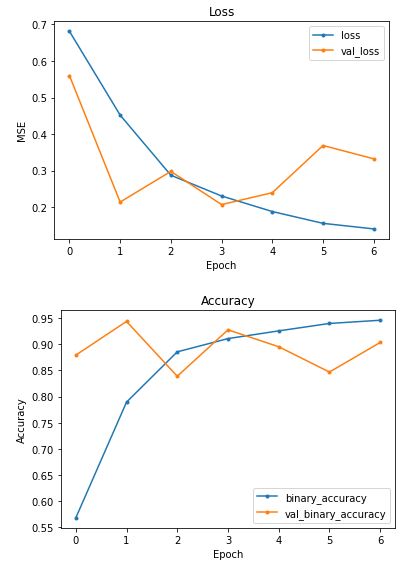 Loss
0.7
0.6
0.5
0.4
0.3
0.2
MSE
loss
val_loss
0 1 2 3 4 5 6
Epoch
Accuracy
0.95
0.90
0.85
0.80
0.75
0.70
0.65
0.60
0.55
Accuracy
binary_accuracy
val_binary_accuracy
0 1 2 3 4 5 6
Epoch